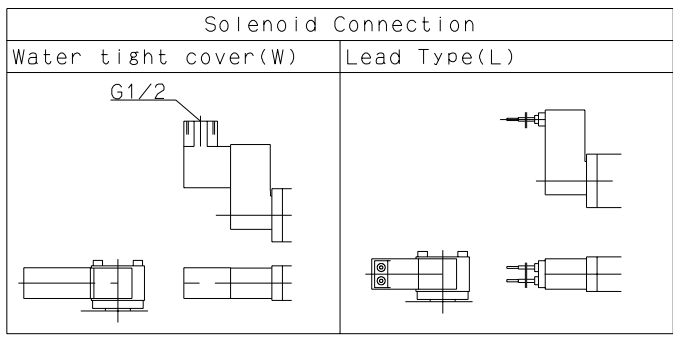 Solenoid Connection
Water tight cover(W)
Lead Type(L)
G1/2